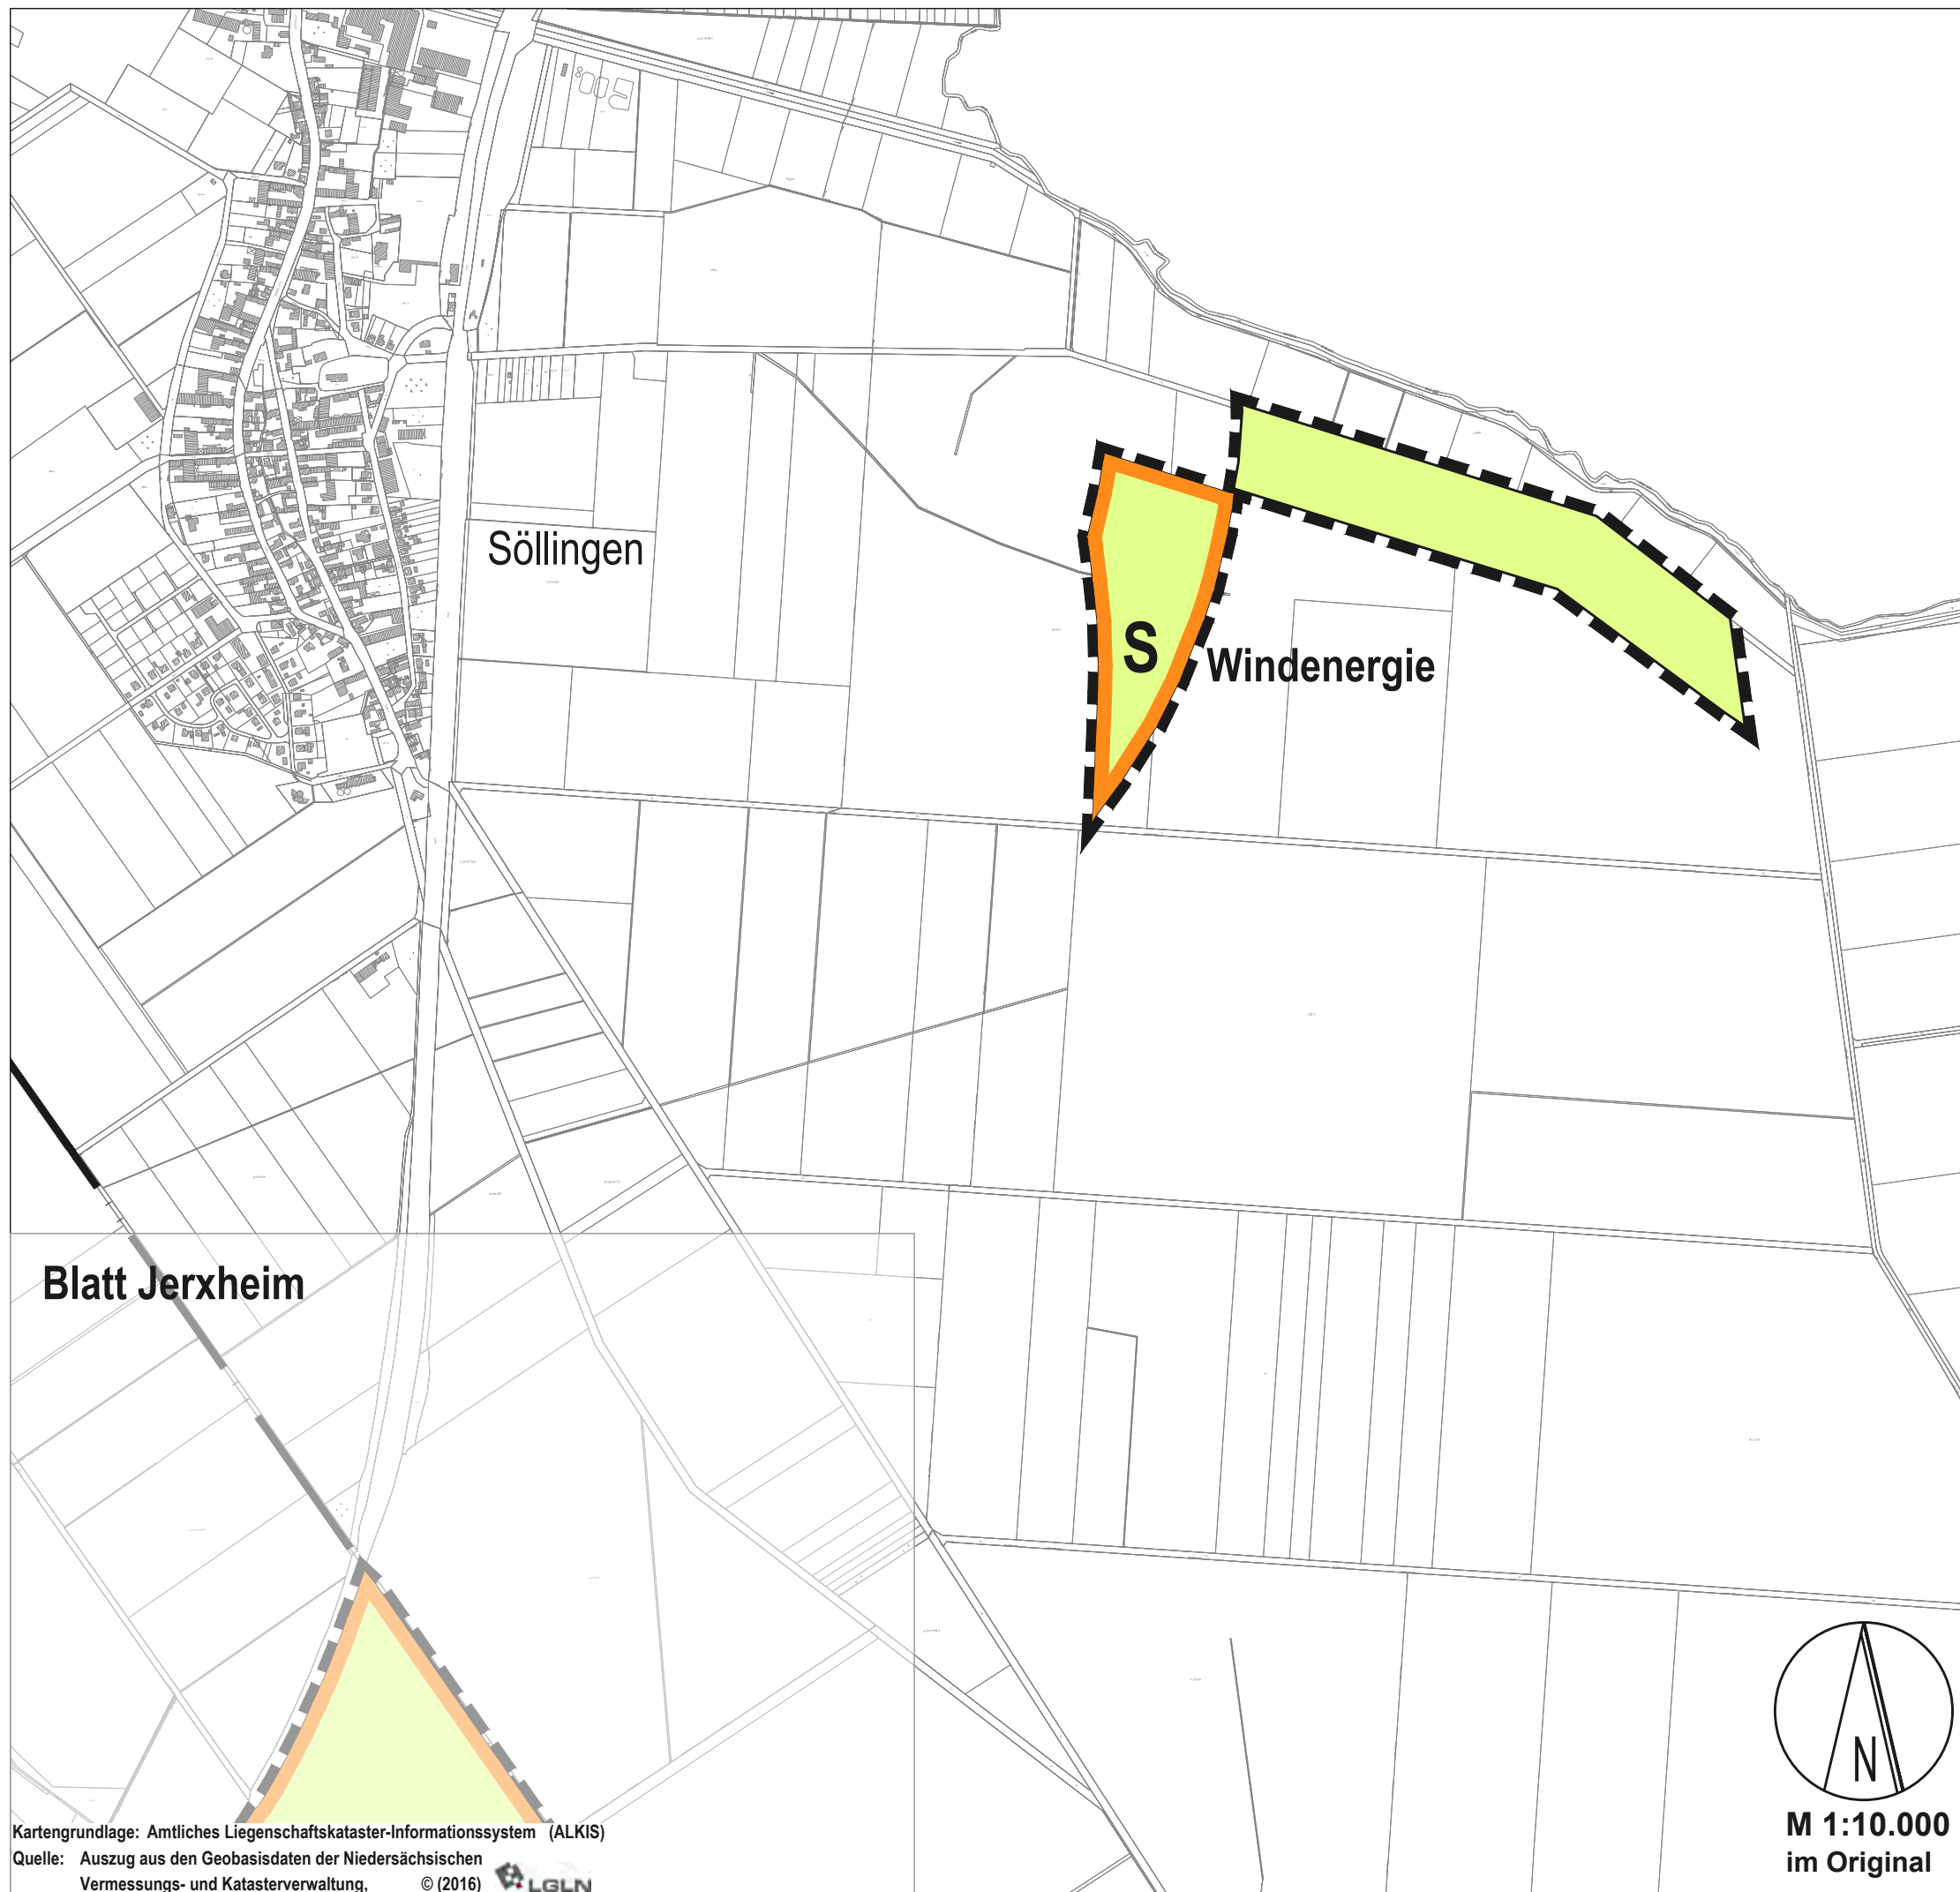 Söllingen
S
Windenergie
Blatt Jerxheim
N
M 1:10.000
im Original
Kartengrundlage: Amtliches Liegenschaftskataster-Informationssystem (ALKIS)
Quelle: Auszug aus den Geobasisdaten der Niedersächsischen
Vermessungs- und Katasterverwaltung, © (2016) LGLN